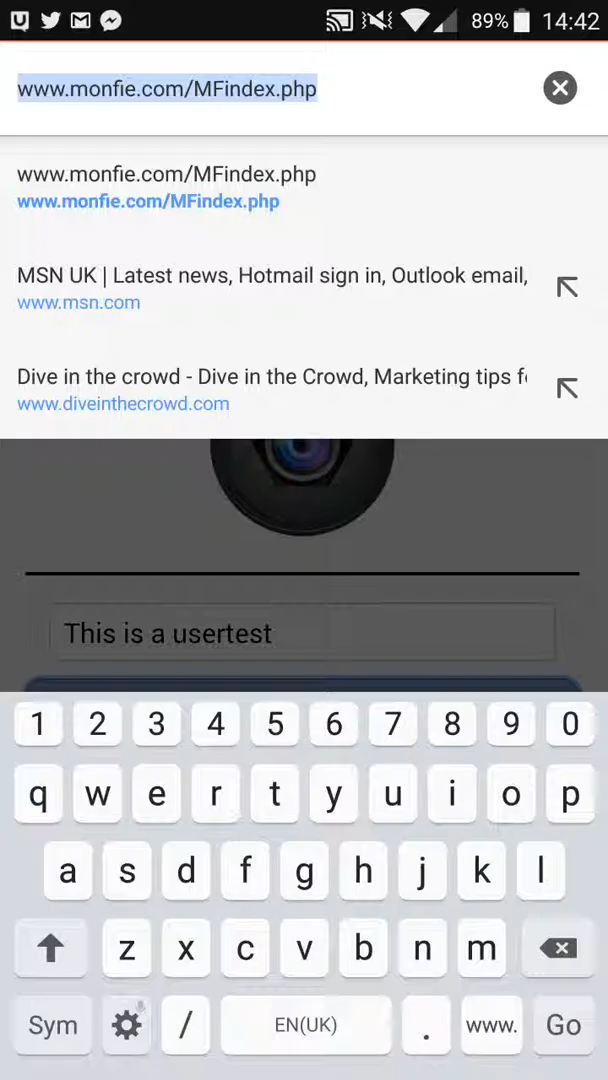 89% 14:42
www.monfie.com/MFindex.php
www.monfie.com/MFindex.php
www.monfie.com/MFindex.php
MSN UK | Latest news, Hotmail sign in, Outlook email,
www.msn.com
Dive in the crowd - Dive in the Crowd, Marketing tips fo
www.diveinthecrowd.com
This is a usertest
1 2 3 4 5 6 7 8 9 0
q w e r t y u i o p
a s d f g h j k l
z x c v b n m
Sym / EN(UK) . www. Go